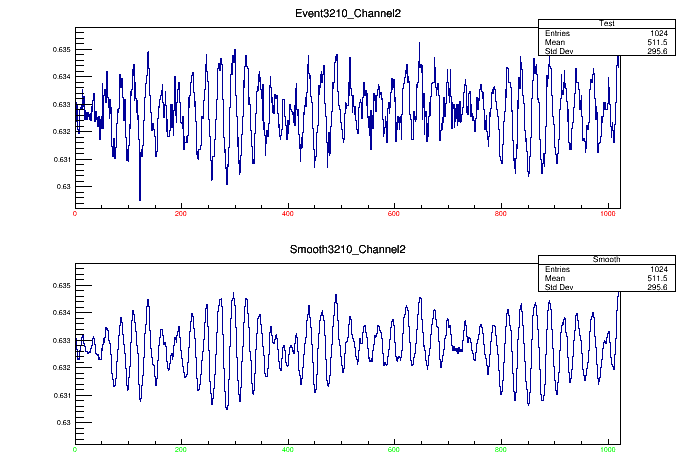 Event3210_Channel2
Test
Entries 1024
Mean 511.5
Std Dev 295.6
0.635
0.634
0.633
0.632
0.631
0.63
0 200 400 600 800 1000
Smooth3210_Channel2
Smooth
Entries 1024
Mean 511.5
Std Dev 295.6
0.635
0.634
0.633
0.632
0.631
0.63
0 200 400 600 800 1000